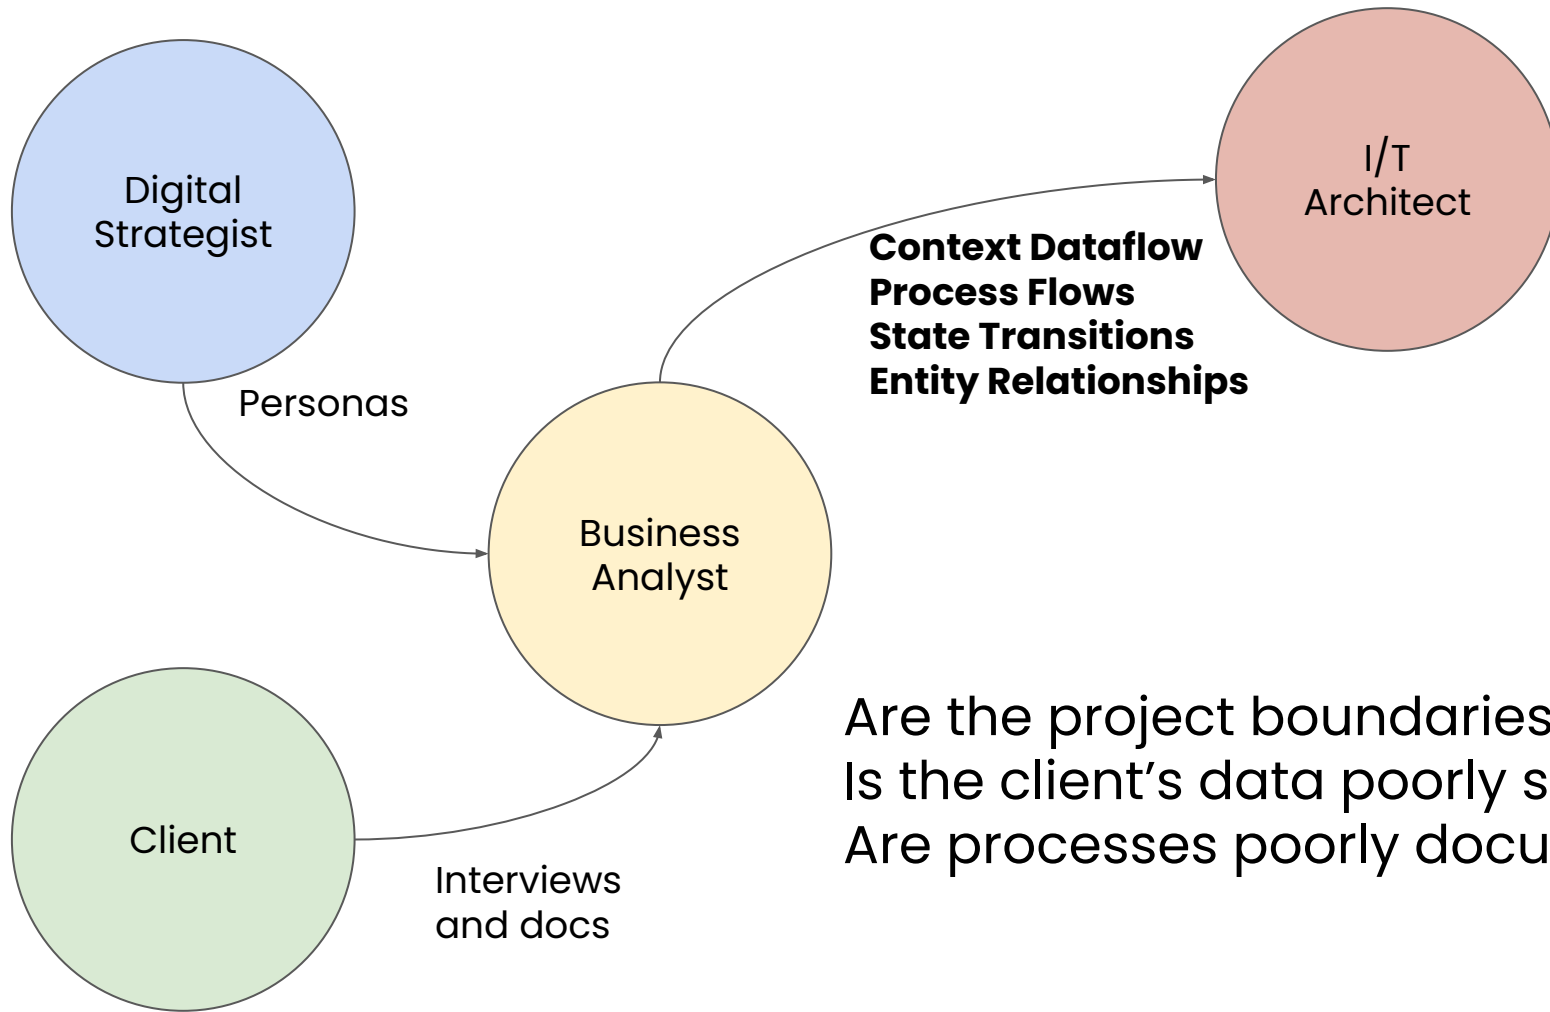 Digital
Strategist
I/T
Architect
Context Dataflow
Process Flows
State Transitions
Entity Relationships
Personas
Business
Analyst
Client
Interviews
and docs
Are the project boundaries
Is the client’s data poorly
Are processes poorly